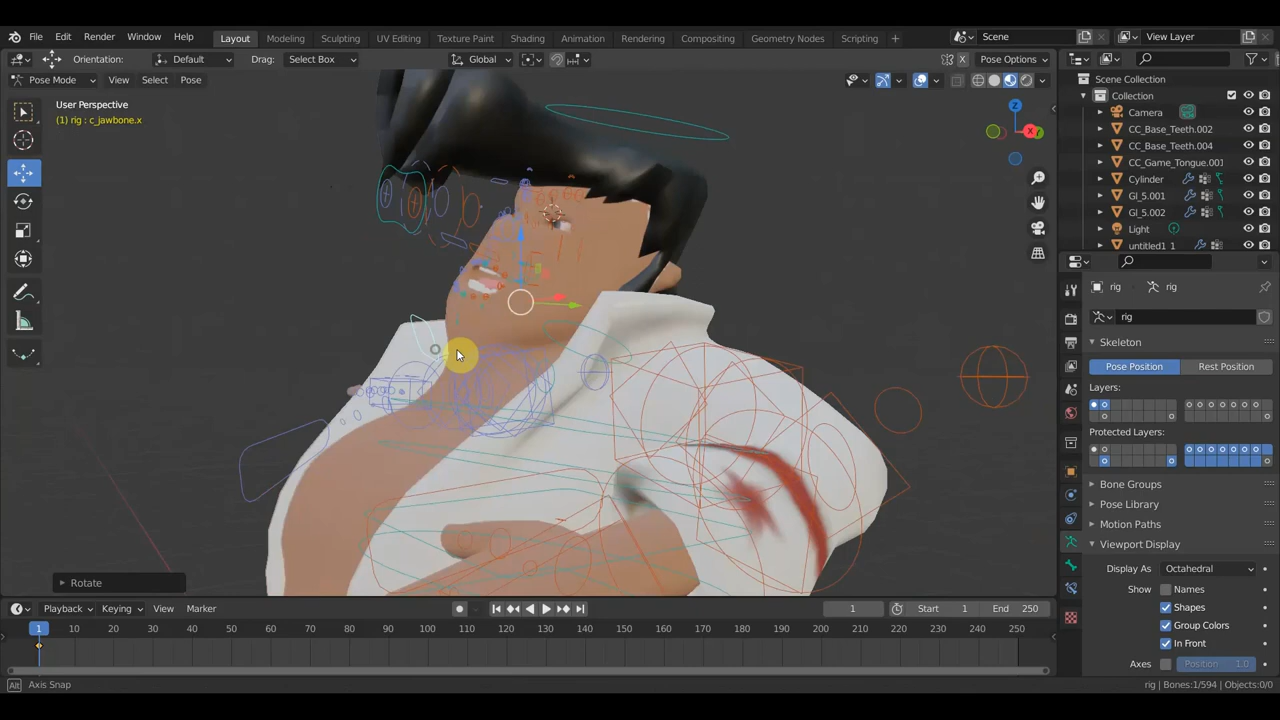 File Edit Render Window Help Layout Modeling Sculpting UV Editing Texture Paint Shading Animation Rendering Compositing Geometry Nodes Scripting + Scene View Layer
Orientation: Default Drag: Select Box Global X Pose Options
Pose Mode View Select Pose
User Perspective
(1) rig : c_jawbone.x
Z
X
Y
Scene Collection
Collection
Camera
CC_Base_Teeth.002
CC_Base_Teeth.004
CC_Game_Tongue.001
Cylinder
GI_5.001
GI_5.002
Light
untitled1_1
rig rig
rig
Skeleton
Pose Position Rest Position
Layers:
Protected Layers:
Bone Groups
Pose Library
Motion Paths
Viewport Display
Display As Octahedral
Show Names
Shapes
Group Colors
In Front
Axes Position 1.0
Rotate
Playback Keying View Marker 1 Start 1 End 250
1 10 20 30 40 50 60 70 80 90 100 110 120 130 140 150 160 170 180 190 200 210 220 230 240 250
Alt Axis Snap rig | Bones:1/594 | Objects:0/0